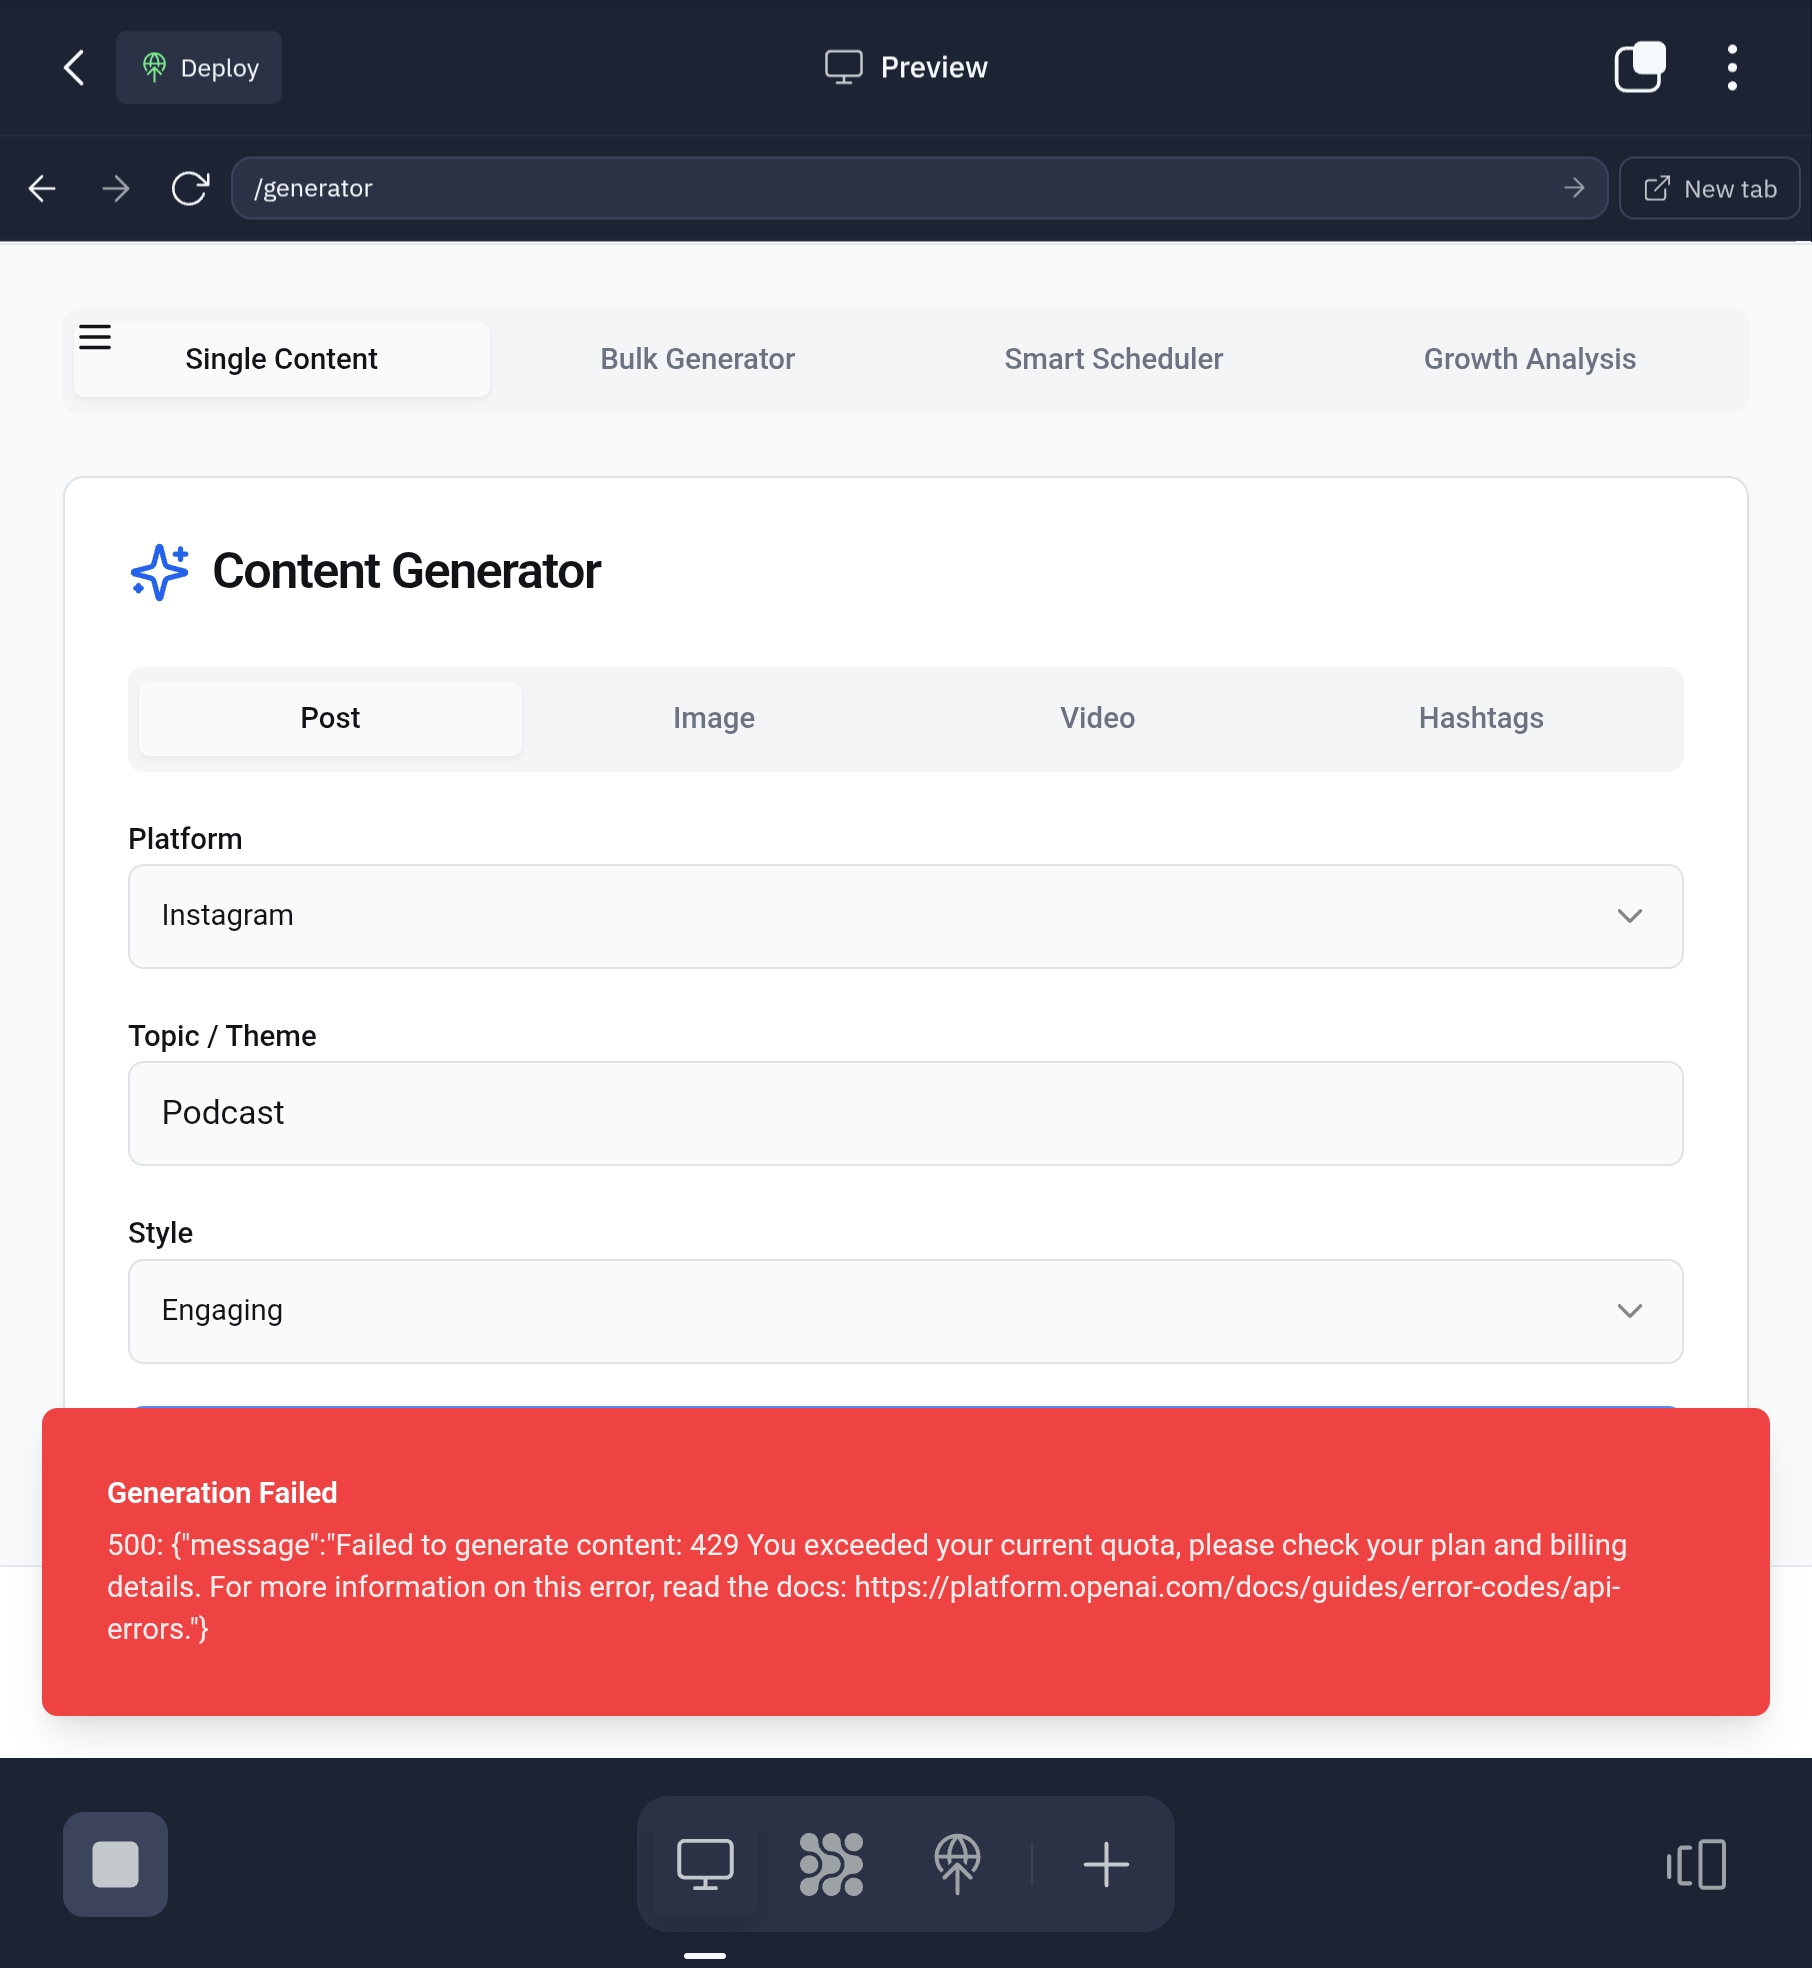 Deploy
Preview
/generator
New tab
Single Content
Bulk Generator
Smart Scheduler
Growth Analysis
Content Generator
Post
Image
Video
Hashtags
Platform
Instagram
Topic / Theme
Podcast
Style
Engaging
Generation Failed
500: {"message":"Failed to generate content: 429 You exceeded your current quota, please check your plan and billing
details. For more information on this error, read the docs: https://platform.openai.com/docs/guides/error-codes/api-
errors."}